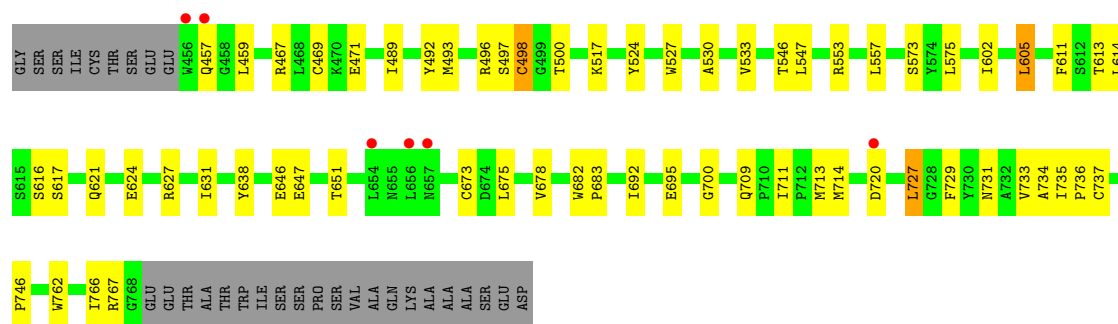 GLY SER SER ILE CYS THR SER GLU GLU W456 Q457 G458 L459 R467 L468 C469 K470 E471 I489 Y492 M493 R496 S497 C498 G499 T500 K517 Y524 W527 A530 V533 T546 L547 R553 L557 S573 Y574 L575 I602 L605 F611 S612 T613 L614
S615 S616 S617 Q621 E624 R627 I631 Y638 E646 E647 T651 L654 N655 L656 N657 C673 D674 L675 V678 W682 P683 I692 E695 G700 Q709 P710 I711 P712 M713 M714 D720 L727 G728 F729 Y730 N731 A732 V733 A734 I735 P736 C737
P746 W762 I766 R767 G768 GLU GLU THR ALA THR TRP ILE SER SER PRO SER VAL ALA GLN LYS ALA ALA ALA SER GLU ASP